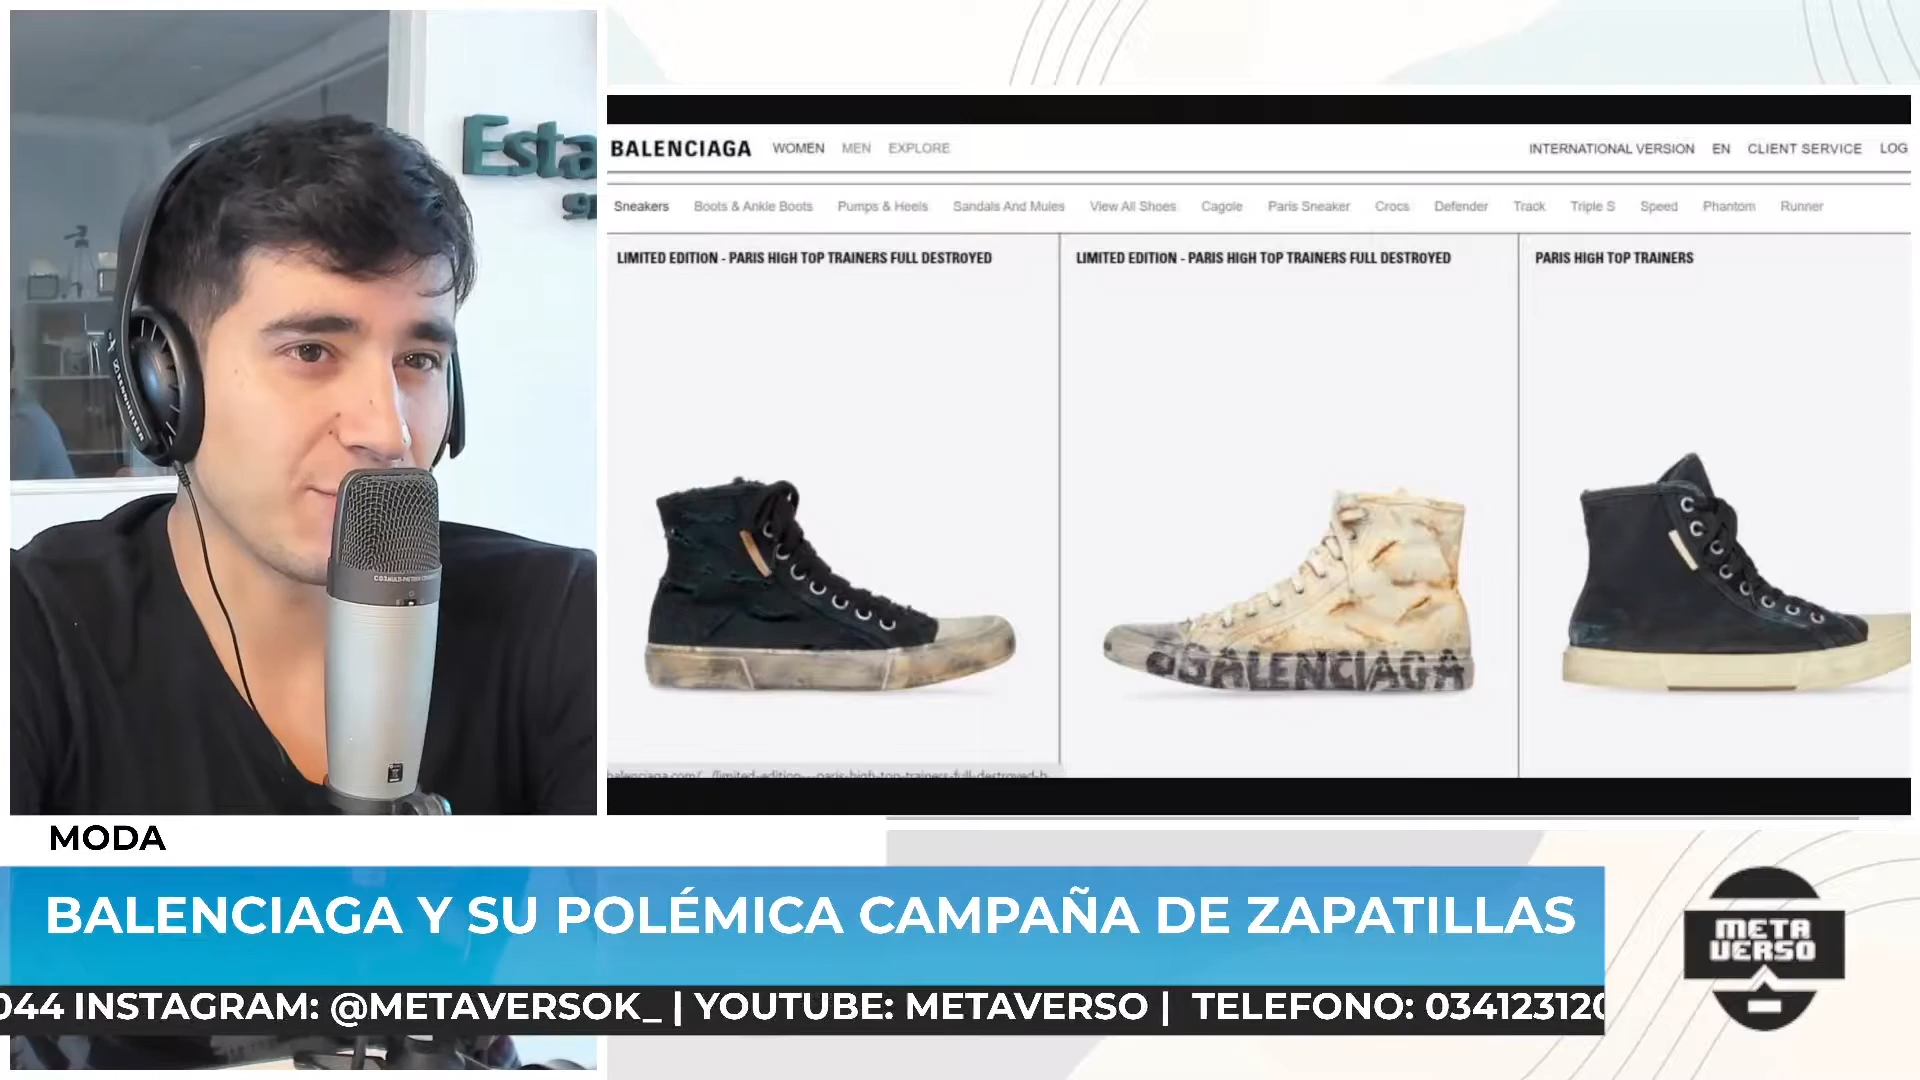 Esta
BALENCIAGA WOMEN MEN EXPLORE INTERNATIONAL VERSION EN CLIENT SERVICE LOG
Sneakers Boots & Ankle Boots Pumps & Heels Sandals And Mules View All Shoes Cagole Paris Sneaker Crocs Defender Track Triple S Speed Phantom Runner
LIMITED EDITION - PARIS HIGH TOP TRAINERS FULL DESTROYED
LIMITED EDITION - PARIS HIGH TOP TRAINERS FULL DESTROYED
PARIS HIGH TOP TRAINERS
BALENCIAGA
SENNHEISER
MODA
BALENCIAGA Y SU POLÉMICA CAMPAÑA DE ZAPATILLAS
044 INSTAGRAM: @METAVERSOK_ | YOUTUBE: METAVERSO | TELEFONO: 034123120
META
VERSO